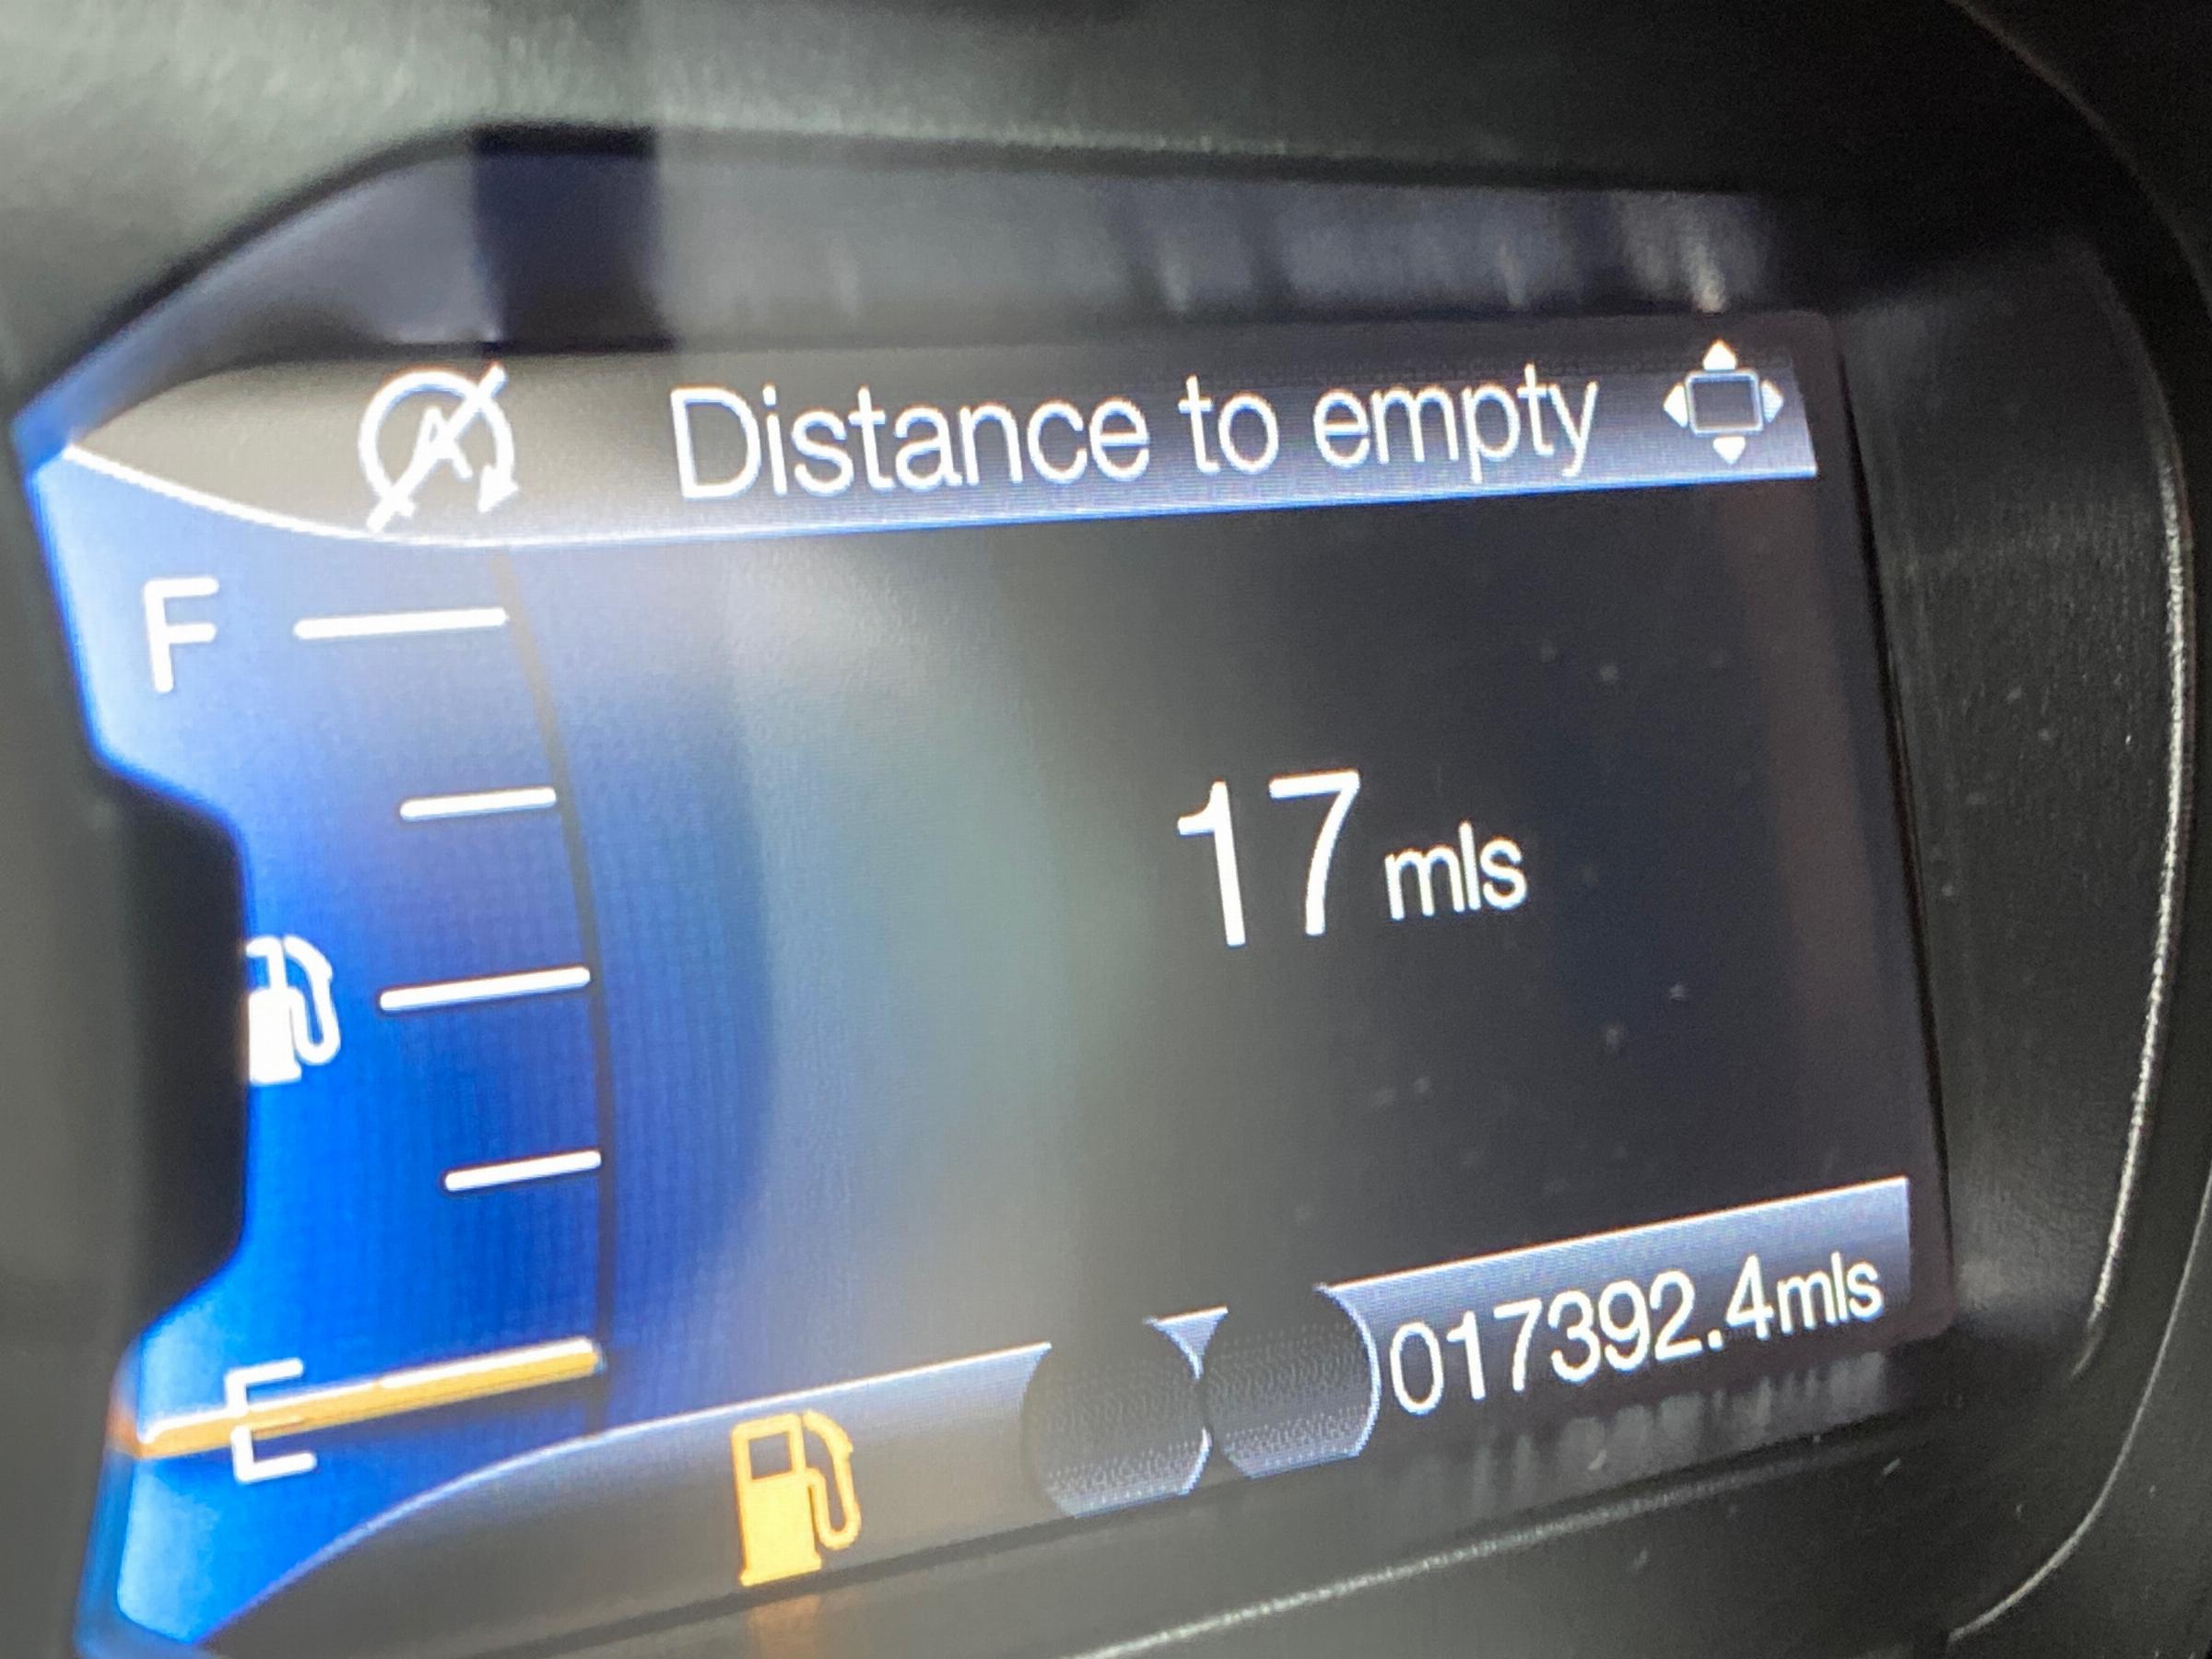 Distance to empty
F
17 mls
E
017392.4mls